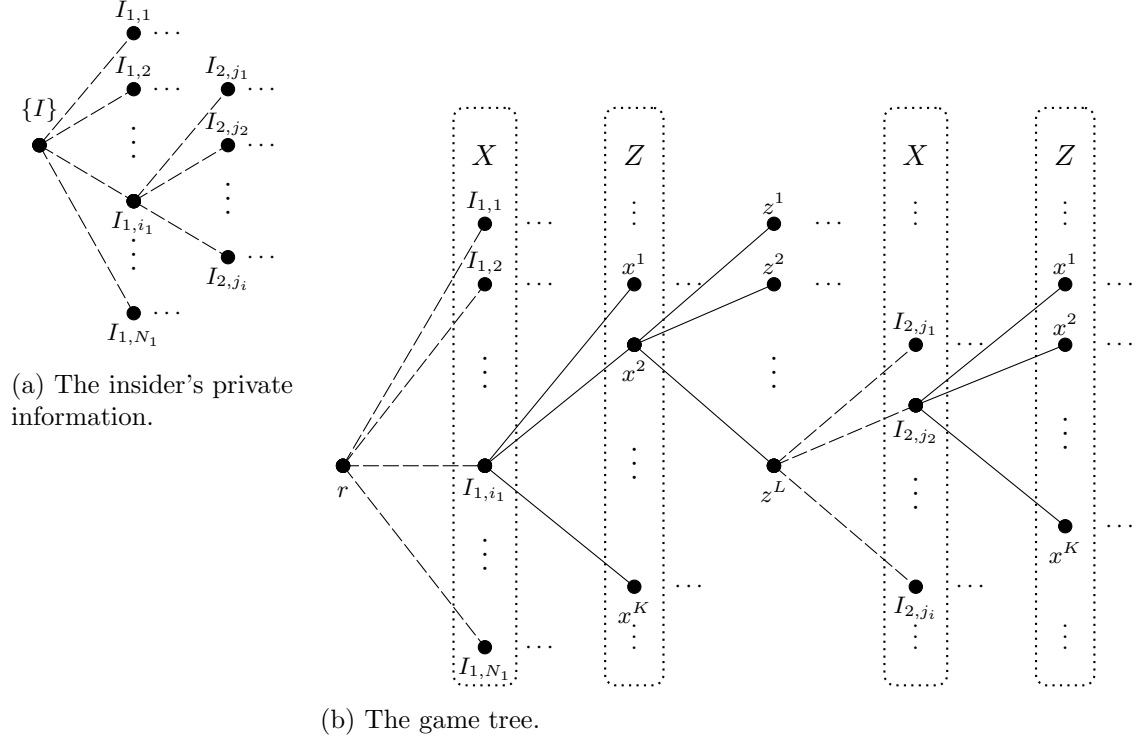 {I}
I_{1,1} ···
I_{1,2} ···
I_{1,i_1}
I_{1,N_1} ···
I_{2,j_1} ···
I_{2,j_2} ···
I_{2,j_i} ···
(a) The insider's private
information.
r
X
I_{1,1} ···
I_{1,2} ···
I_{1,i_1}
I_{1,N_1} ···
Z
x^1 ···
x^2
x^K ···
z^1 ···
z^2 ···
z^L
X
I_{2,j_1} ···
I_{2,j_2}
I_{2,j_i} ···
Z
x^1 ···
x^2 ···
x^K ···
(b) The game tree.